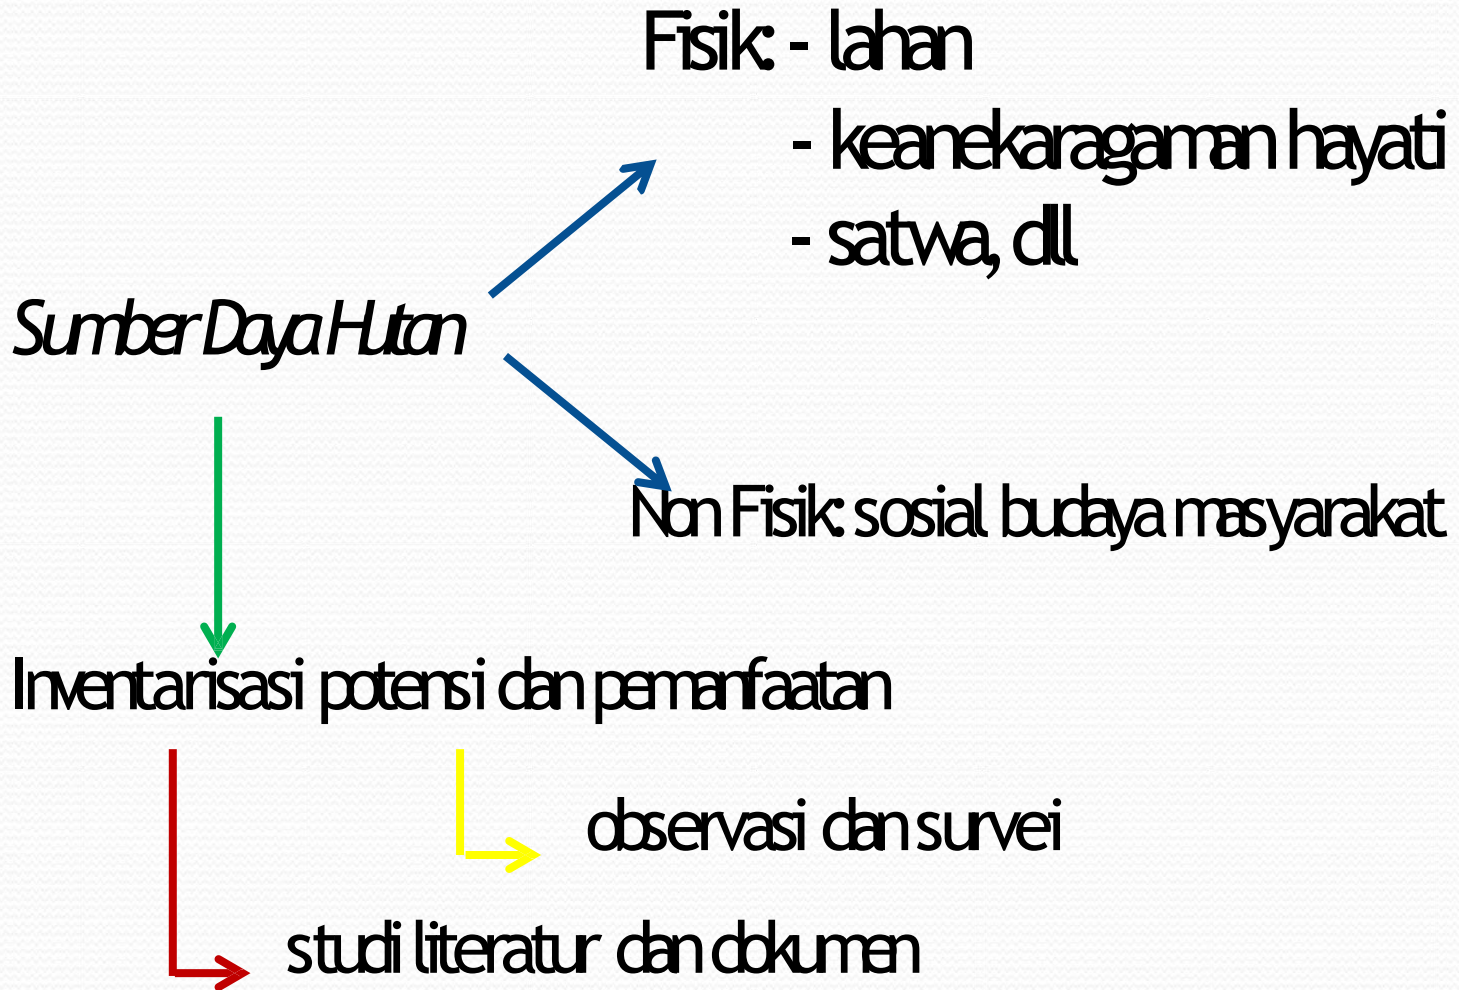 Fisik: - lahan
- keanekaragaman hayati
- satwa, dll
Sumber Daya Hutan
Non Fisik: sosial budaya masyarakat
Inventarisasi potensi dan pemanfaatan
observasi dan survei
studi literatur dan dokumen